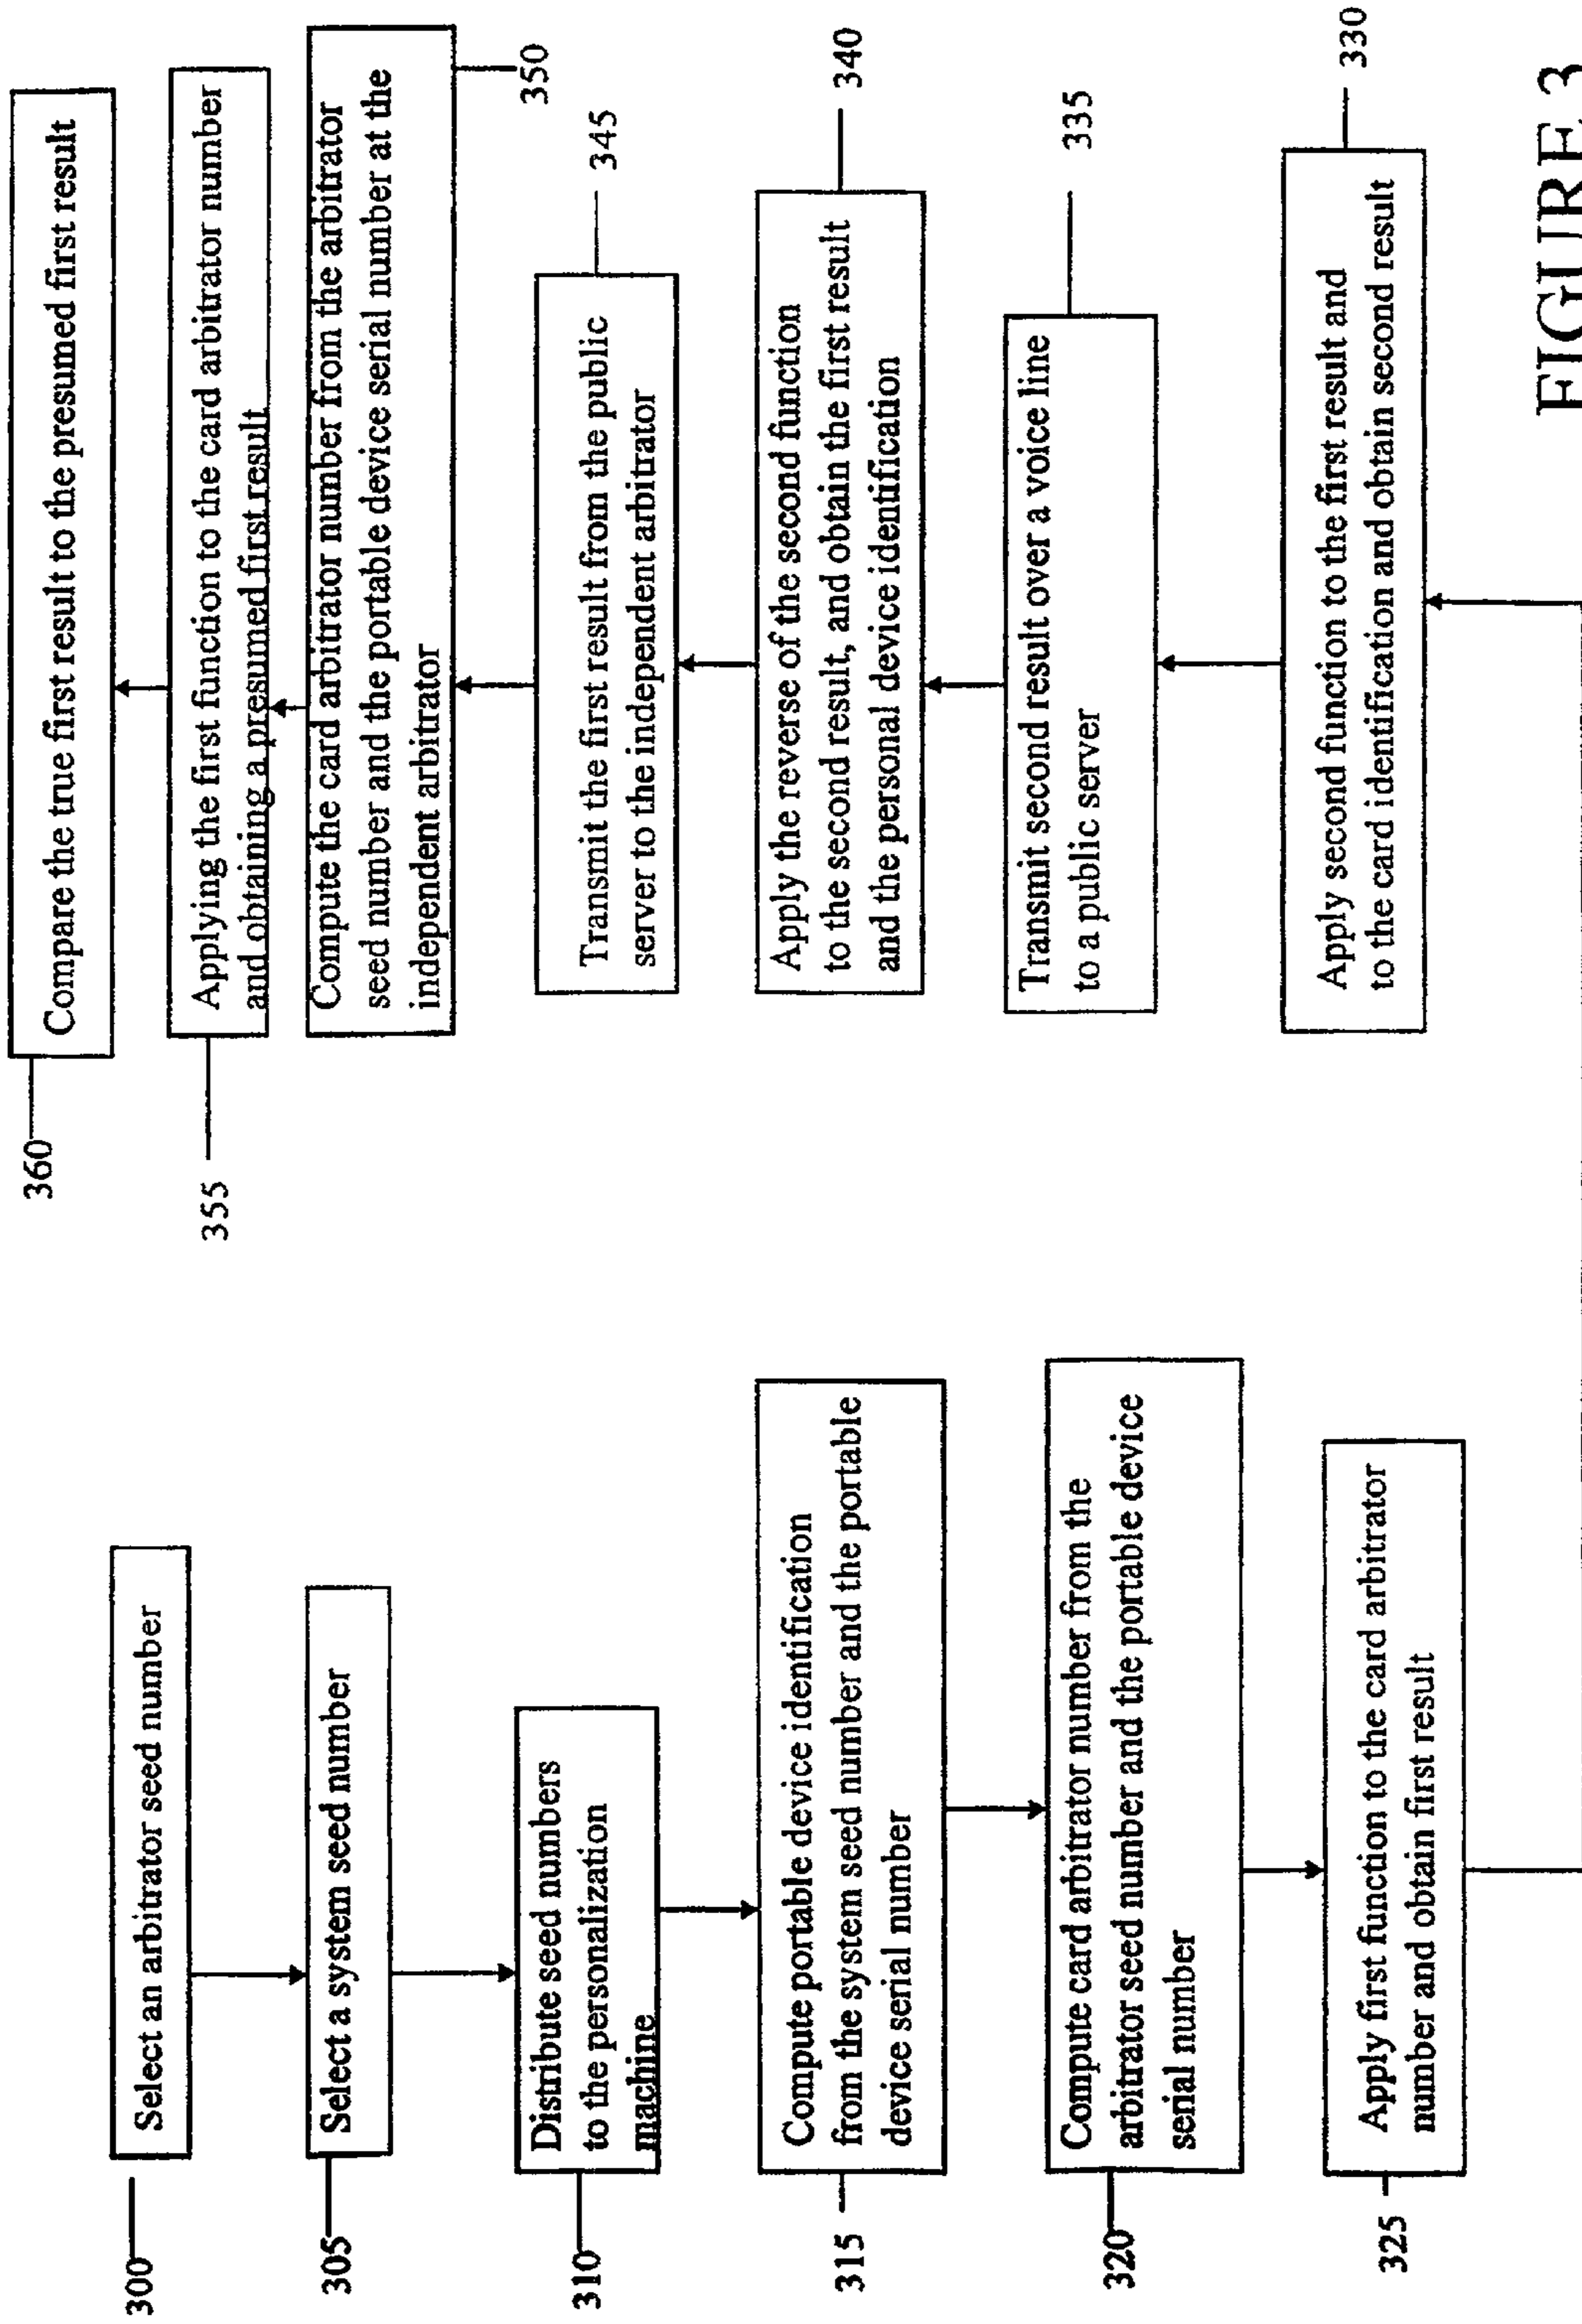 300
Select an arbitrator seed number
305
Select a system seed number
310
Distribute seed numbers
to the personalization
machine
315
Compute portable device identification
from the system seed number and the portable
device serial number
320
Compute card arbitrator number from the
arbitrator seed number and the portable device
serial number
325
Apply first function to the card arbitrator
number and obtain first result
330
Apply second function to the first result and
to the card identification and obtain second result
335
Transmit second result over a voice line
to a public server
340
Apply the reverse of the second function
to the second result, and obtain the first result
and the personal device identification
345
Transmit the first result from the public
server to the independent arbitrator
350
Compute the card arbitrator number from the arbitrator
seed number and the portable device serial number at the
independent arbitrator
355
Applying the first function to the card arbitrator number
and obtaining a presumed first result
360
Compare the true first result to the presumed first result
FIGURE 3